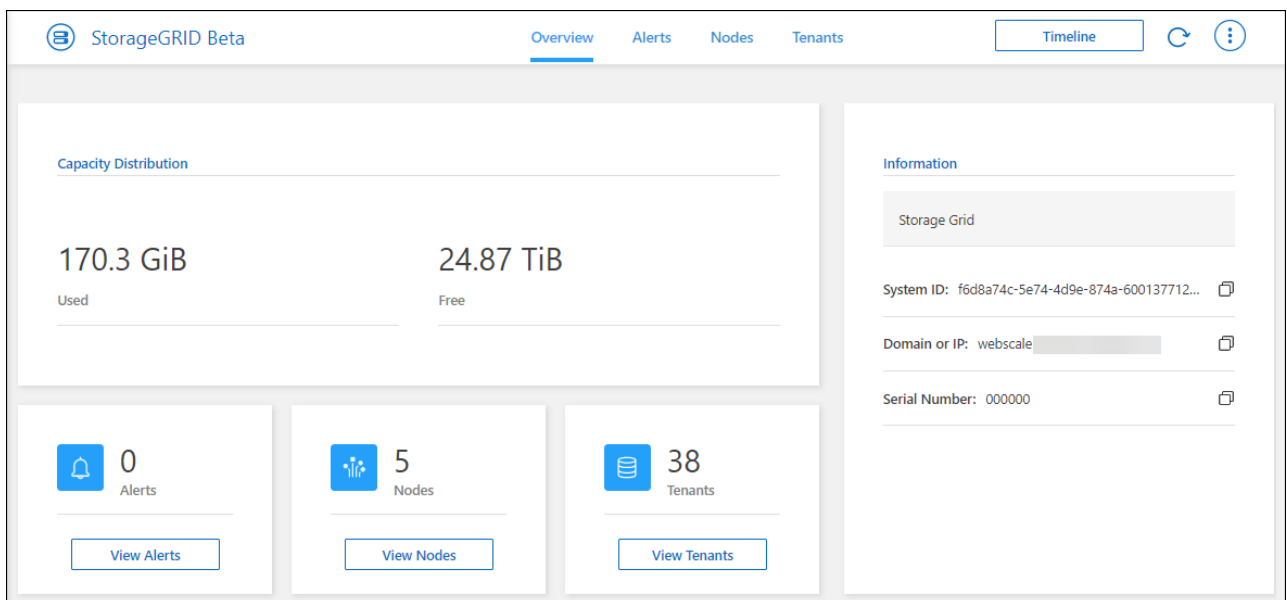 StorageGRID Beta
Overview Alerts Nodes Tenants
Timeline
Capacity Distribution
170.3 GiB
Used
24.87 TiB
Free
0
Alerts
View Alerts
5
Nodes
View Nodes
38
Tenants
View Tenants
Information
Storage Grid
System ID: f6d8a74c-5e74-4d9e-874a-600137712...
Domain or IP: webscale
Serial Number: 000000